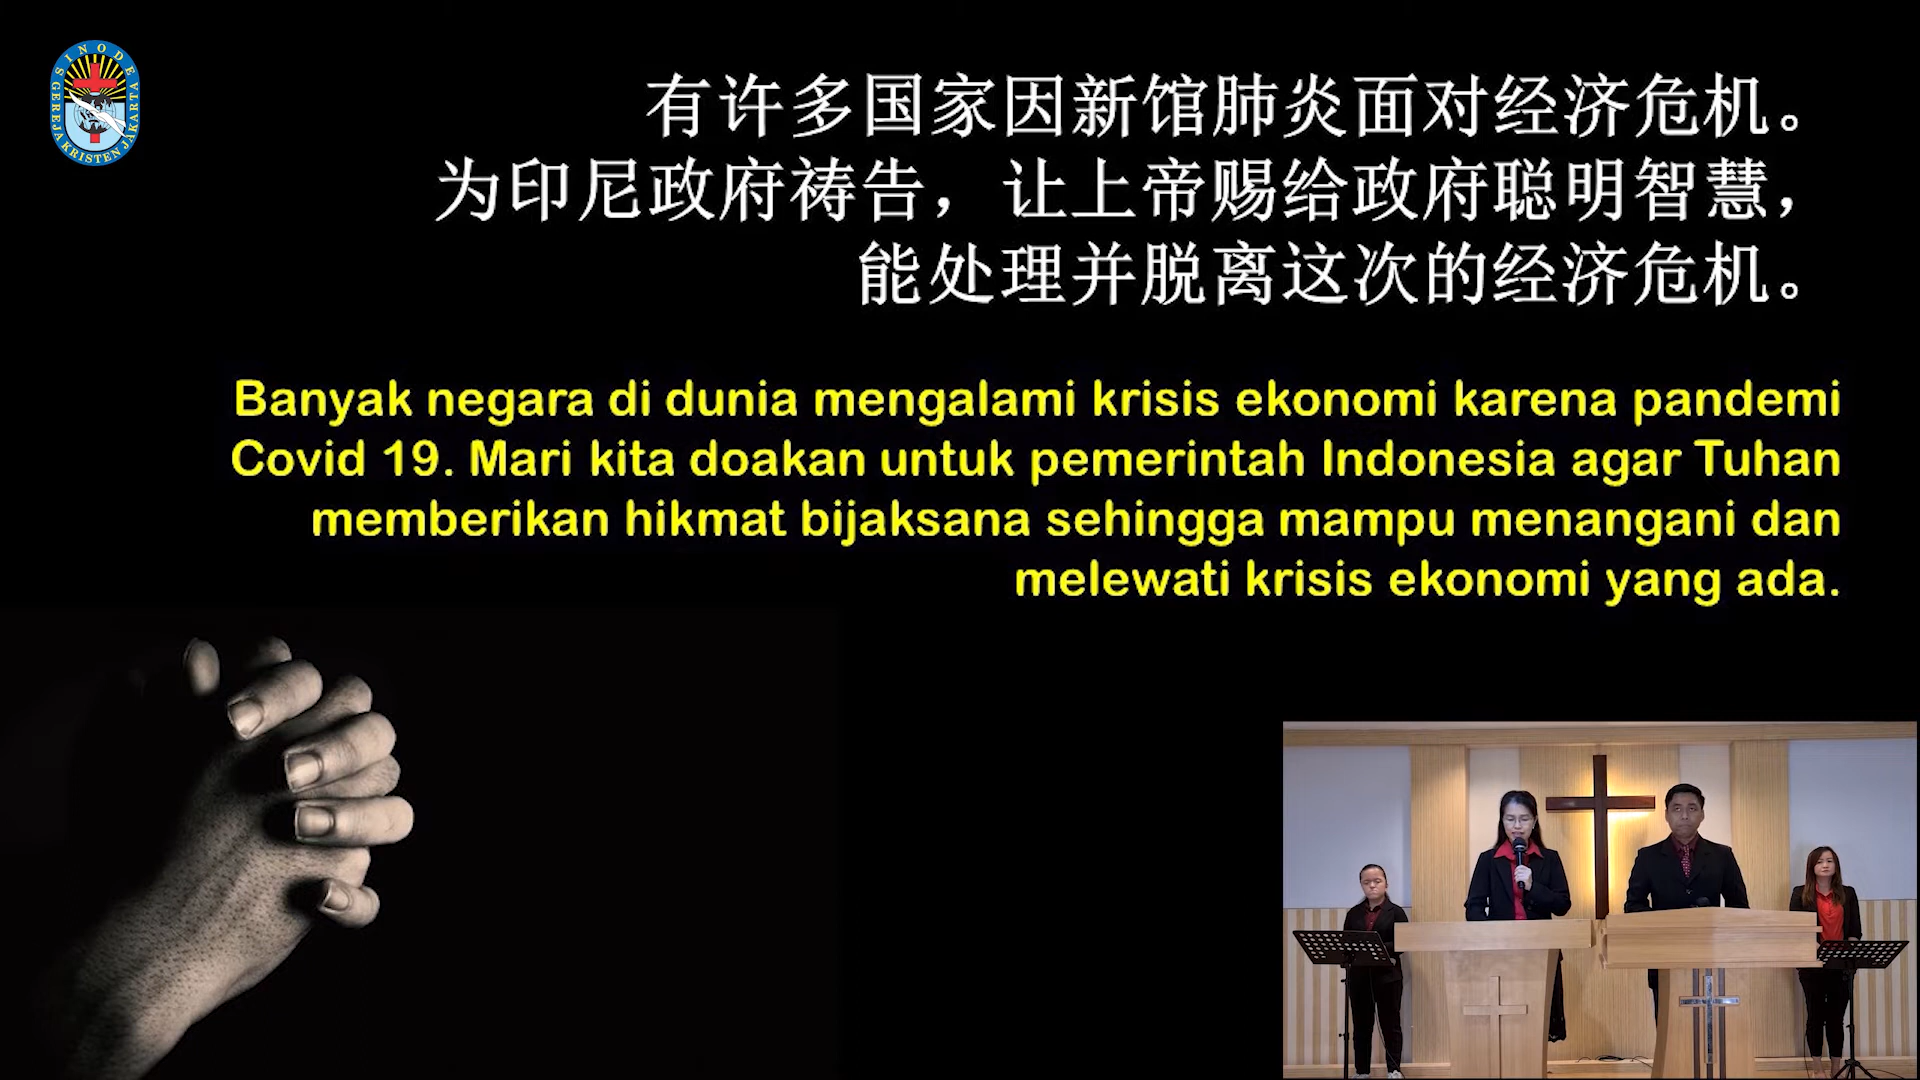 SINODE
GEREJA KRISTEN JAKARTA
有许多国家因新馆肺炎面对经济危机。
为印尼政府祷告，让上帝赐给政府聪明智慧，
能处理并脱离这次的经济危机。
Banyak negara di dunia mengalami krisis ekonomi karena pandemi
Covid 19. Mari kita doakan untuk pemerintah Indonesia agar Tuhan
memberikan hikmat bijaksana sehingga mampu menangani dan
melewati krisis ekonomi yang ada.